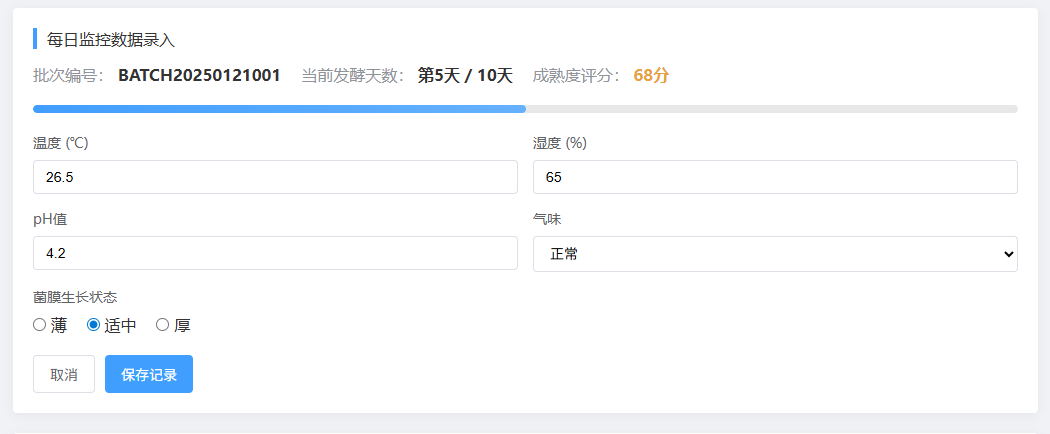 每日监控数据录入
批次编号： BATCH20250121001 当前发酵天数： 第5天 / 10天 成熟度评分： 68分
温度 (℃) 湿度 (%)
26.5 65
pH值 气味
4.2 正常
菌膜生长状态
薄 适中 厚
取消 保存记录